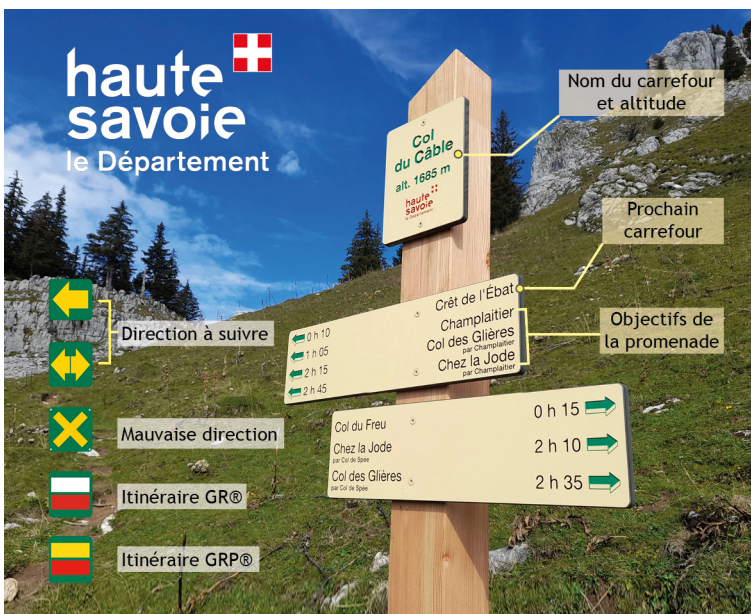 haute
savoie
le Département
Nom du carrefour
et altitude
Col
du Câble
alt. 1685 m
haute
savoie
le Département
Prochain
carrefour
Crêt de l'Ébat
Champlaitier
Col des Glières
par Champlaitier
Chez la Jode
par Champlaitier
0 h 10
1 h 05
2 h 15
2 h 45
Objectifs de
la promenade
Direction à suivre
Col du Freu
0 h 15
Chez la Jode
par Col de Spée
2 h 10
Col des Glières
par Col de Spée
2 h 35
Mauvaise direction
Itinéraire GR®
Itinéraire GRP®